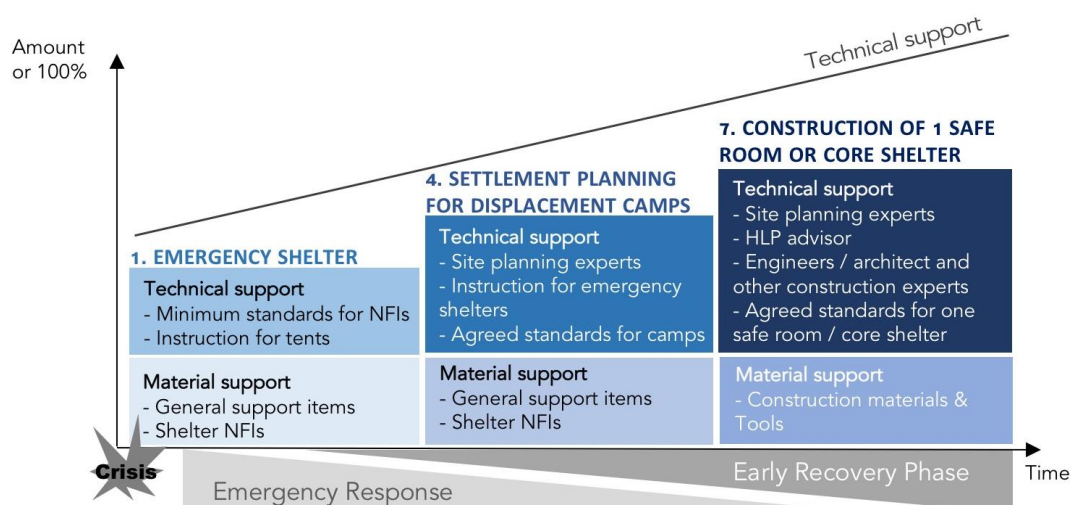 Amount
or 100%
Technical support
7. CONSTRUCTION OF 1 SAFE
ROOM OR CORE SHELTER
4. SETTLEMENT PLANNING
FOR DISPLACEMENT CAMPS
1. EMERGENCY SHELTER
Technical support
- Minimum standards for NFIs
- Instruction for tents
Material support
- General support items
- Shelter NFIs
Technical support
- Site planning experts
- Instruction for emergency
shelters
- Agreed standards for camps
Material support
- General support items
- Shelter NFIs
Technical support
- Site planning experts
- HLP advisor
- Engineers / architect and
other construction experts
- Agreed standards for one
safe room / core shelter
Material support
- Construction materials &
Tools
Crisis
Time
Early Recovery Phase
Emergency Response